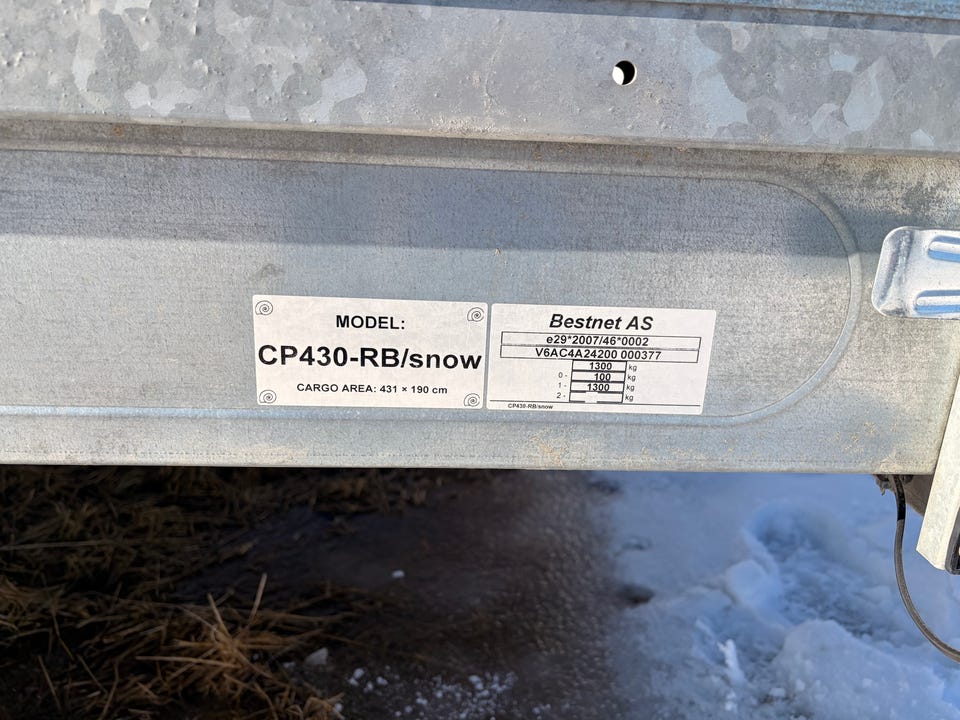 MODEL:
CP430-RB/snow
CARGO AREA: 431 × 190 cm
Bestnet AS
e29*2007/46*0002
V6AC4A24200 000377
1300 kg
0- 100 kg
1- 1300 kg
2- kg
CP430-RB/snow